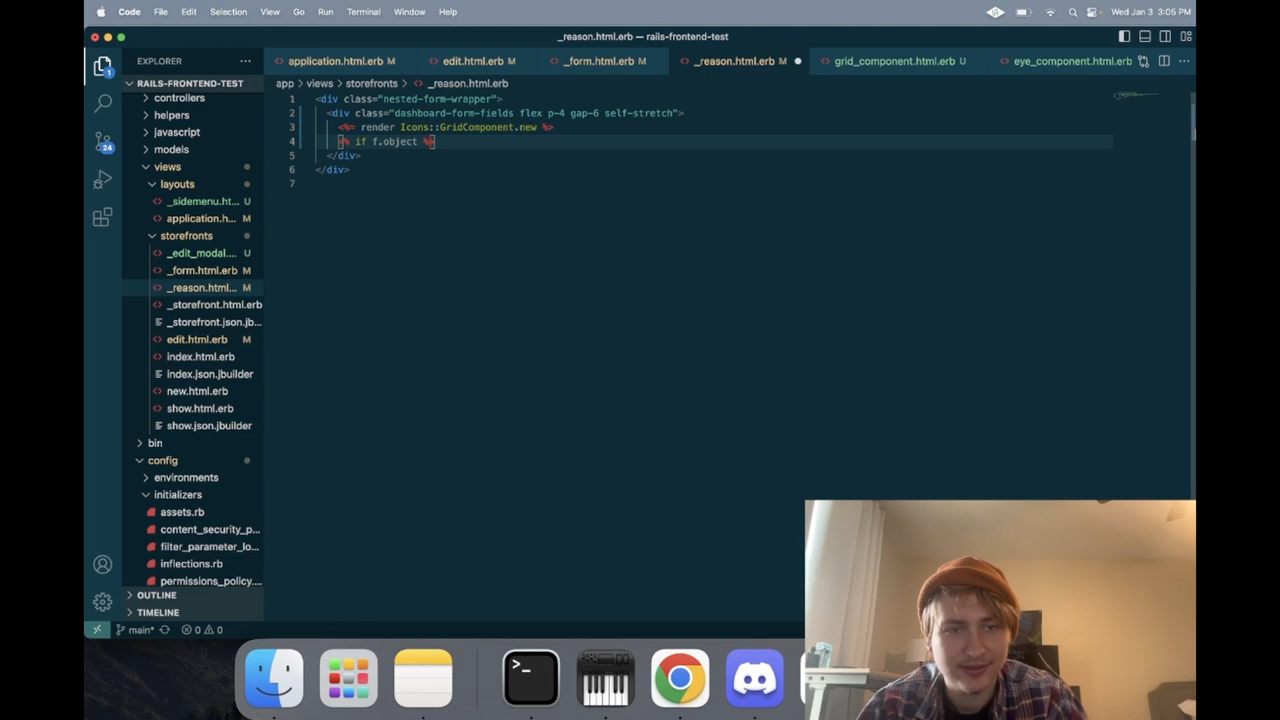 Code File Edit Selection View Go Run Terminal Window Help
Wed Jan 3 3:05 PM
_reason.html.erb — rails-frontend-test
EXPLORER
application.html.erb M
edit.html.erb M
_form.html.erb M
_reason.html.erb M
grid_component.html.erb U
eye_component.html.erb
RAILS-FRONTEND-TEST
app > views > storefronts > _reason.html.erb
controllers
helpers
javascript
models
views
layouts
_sidemenu.ht... U
application.h... M
storefronts
_edit_modal.... U
_form.html.erb M
_reason.html... M
_storefront.html.erb
_storefront.json.jb...
edit.html.erb M
index.html.erb
index.json.jbuilder
new.html.erb
show.html.erb
show.json.jbuilder
bin
config
environments
initializers
assets.rb
content_security_p...
filter_parameter_lo...
inflections.rb
permissions_policy....
OUTLINE
TIMELINE
1 <div class="nested-form-wrapper">
2 <div class="dashboard-form-fields flex p-4 gap-6 self-stretch">
3 <%= render Icons::GridComponent.new %>
4 <% if f.object %>
5 </div>
6 </div>
7
1
24
main* 0 0
>_